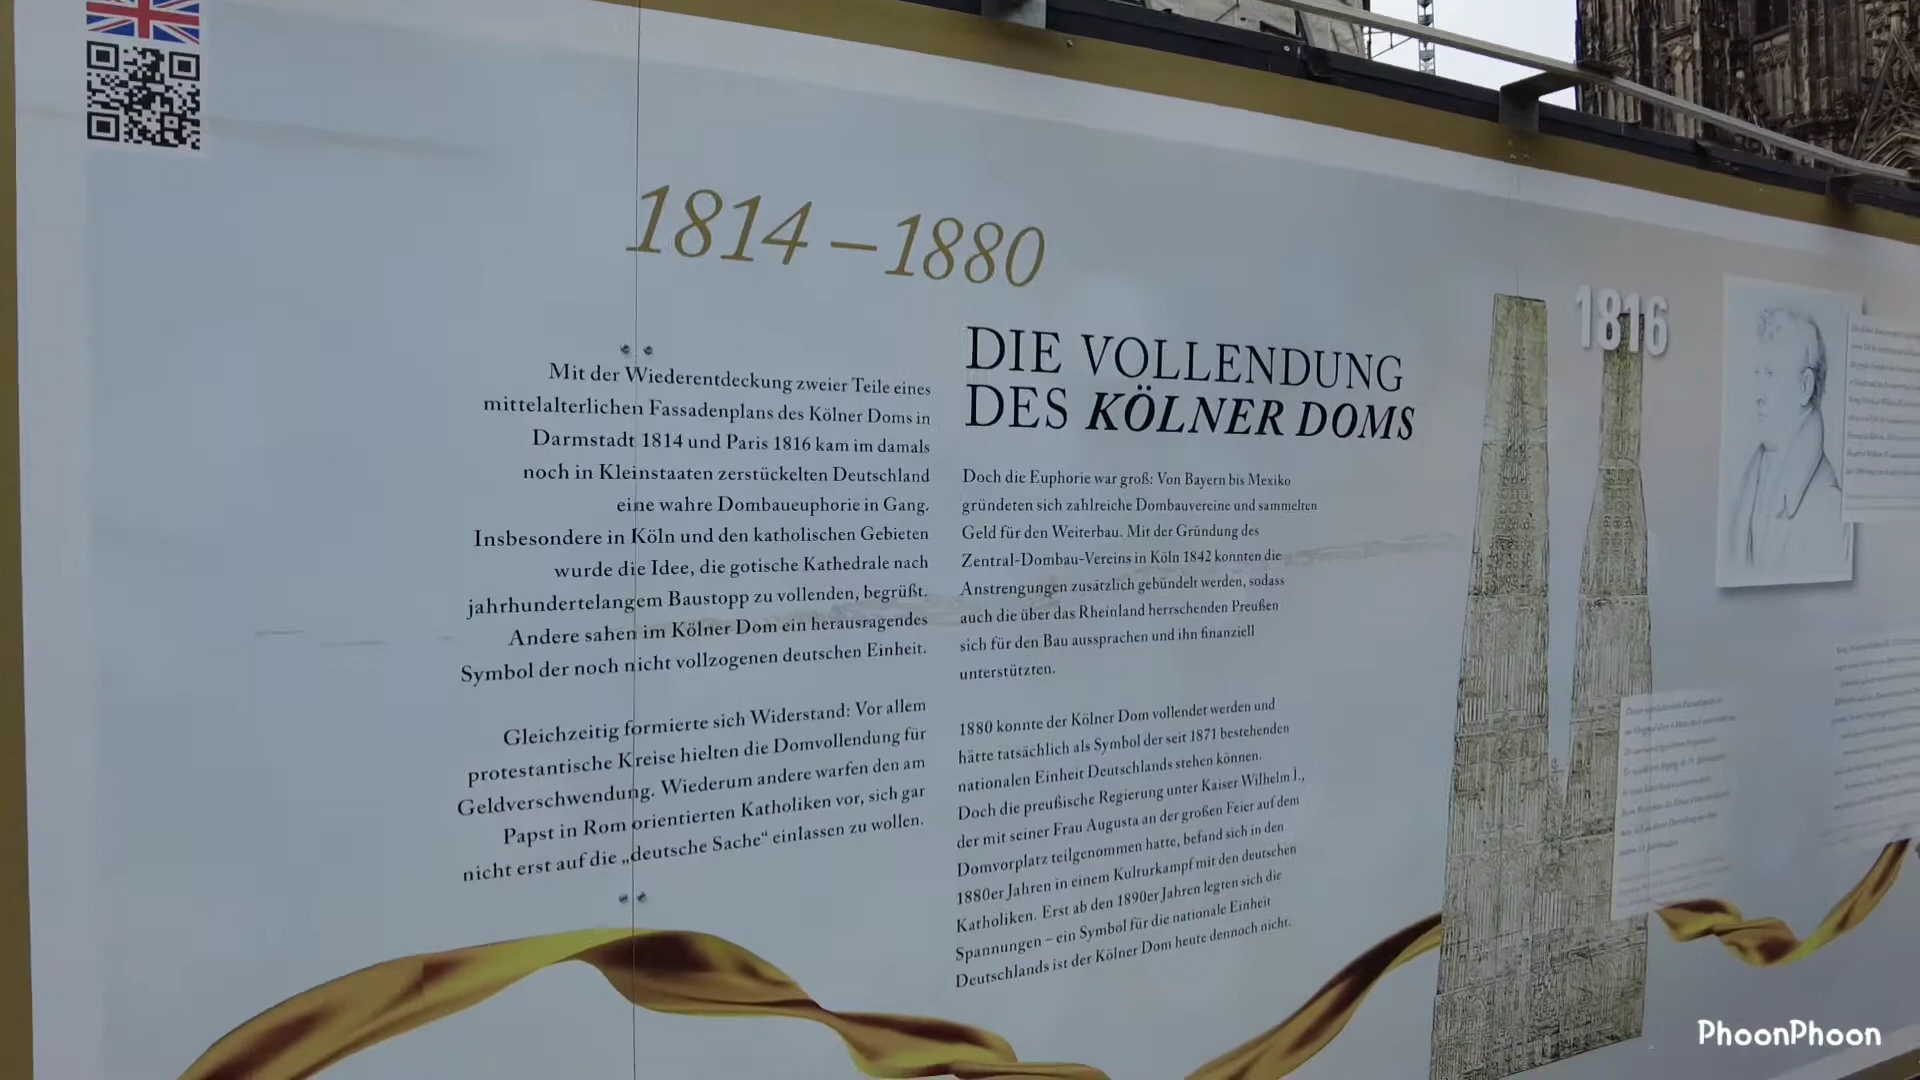 1814 – 1880
Mit der Wiederentdeckung zweier Teile eines
mittelalterlichen Fassadenplans des Kölner Doms in
Darmstadt 1814 und Paris 1816 kam im damals
noch in Kleinstaaten zerstückelten Deutschland
eine wahre Dombaueuphorie in Gang.
Insbesondere in Köln und den katholischen Gebieten
wurde die Idee, die gotische Kathedrale nach
jahrhundertelangem Baustopp zu vollenden, begrüßt.
Andere sahen im Kölner Dom ein herausragendes
Symbol der noch nicht vollzogenen deutschen Einheit.
Gleichzeitig formierte sich Widerstand: Vor allem
protestantische Kreise hielten die Domvollendung für
Geldverschwendung. Wiederum andere warfen den am
Papst in Rom orientierten Katholiken vor, sich gar
nicht erst auf die „deutsche Sache“ einlassen zu wollen.
DIE VOLLENDUNG
DES KÖLNER DOMS
Doch die Euphorie war groß: Von Bayern bis Mexiko
gründeten sich zahlreiche Dombauvereine und sammelten
Geld für den Weiterbau. Mit der Gründung des
Zentral-Dombau-Vereins in Köln 1842 konnten die
Anstrengungen zusätzlich gebündelt werden, sodass
auch die über das Rheinland herrschenden Preußen
sich für den Bau aussprachen und ihn finanziell
unterstützten.
1880 konnte der Kölner Dom vollendet werden und
hätte tatsächlich als Symbol der seit 1871 bestehenden
nationalen Einheit Deutschlands stehen können.
Doch die preußische Regierung unter Kaiser Wilhelm I.,
der mit seiner Frau Augusta an der großen Feier auf dem
Domvorplatz teilgenommen hatte, befand sich in den
1880er Jahren in einem Kulturkampf mit den deutschen
Katholiken. Erst ab den 1890er Jahren legten sich die
Spannungen – ein Symbol für die nationale Einheit
Deutschlands ist der Kölner Dom heute dennoch nicht.
1816
PhoonPhoon